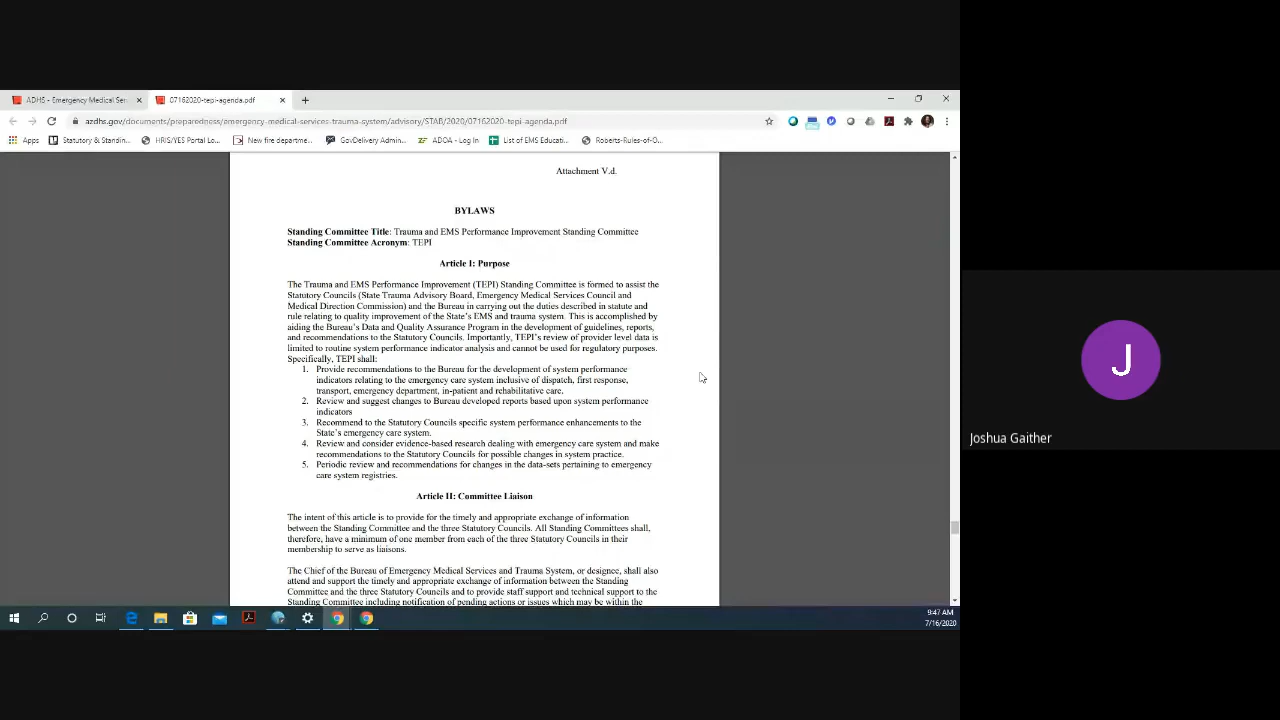 ADHS - Emergency Medical Ser
07162020-tepi-agenda.pdf
azdhs.gov/documents/preparedness/emergency-medical-services-trauma-system/advisory/STAB/2020/07162020-tepi-agenda.pdf
Apps
Statutory & Standin...
HRIS/YES Portal Lo...
New fire departme...
GovDelivery Admin...
ADOA - Log In
List of EMS Educati...
Roberts-Rules-of-O...
Attachment V.d.
BYLAWS
Standing Committee Title: Trauma and EMS Performance Improvement Standing Committee
Standing Committee Acronym: TEPI
Article I: Purpose
The Trauma and EMS Performance Improvement (TEPI) Standing Committee is formed to assist the
Statutory Councils (State Trauma Advisory Board, Emergency Medical Services Council and
Medical Direction Commission) and the Bureau in carrying out the duties described in statute and
rule relating to quality improvement of the State's EMS and trauma system. This is accomplished by
aiding the Bureau's Data and Quality Assurance Program in the development of guidelines, reports,
and recommendations to the Statutory Councils. Importantly, TEPI's review of provider level data is
limited to routine system performance indicator analysis and cannot be used for regulatory purposes.
Specifically, TEPI shall:
1. Provide recommendations to the Bureau for the development of system performance
indicators relating to the emergency care system inclusive of dispatch, first response,
transport, emergency department, in-patient and rehabilitative care.
2. Review and suggest changes to Bureau developed reports based upon system performance
indicators
3. Recommend to the Statutory Councils specific system performance enhancements to the
State's emergency care system.
4. Review and consider evidence-based research dealing with emergency care system and make
recommendations to the Statutory Councils for possible changes in system practice.
5. Periodic review and recommendations for changes in the data-sets pertaining to emergency
care system registries.
Article II: Committee Liaison
The intent of this article is to provide for the timely and appropriate exchange of information
between the Standing Committee and the three Statutory Councils. All Standing Committees shall,
therefore, have a minimum of one member from each of the three Statutory Councils in their
membership to serve as liaisons.
The Chief of the Bureau of Emergency Medical Services and Trauma System, or designee, shall also
attend and support the timely and appropriate exchange of information between the Standing
Committee and the three Statutory Councils and to provide staff support and technical support to the
Standing Committee including notification of pending actions or issues which may be within the
9:47 AM
7/16/2020
J
Joshua Gaither